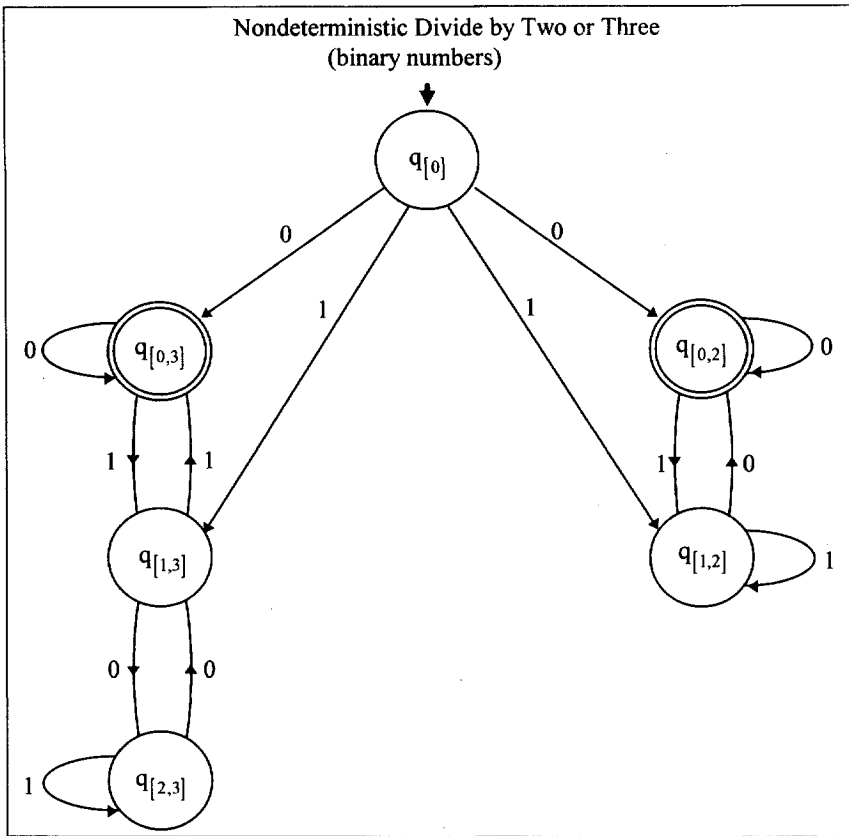 Nondeterministic Divide by Two or Three
(binary numbers)
q[0]
0
0
1
1
0
q[0,3]
q[0,2]
0
1
1
1
0
q[1,3]
q[1,2]
1
0
0
1
q[2,3]